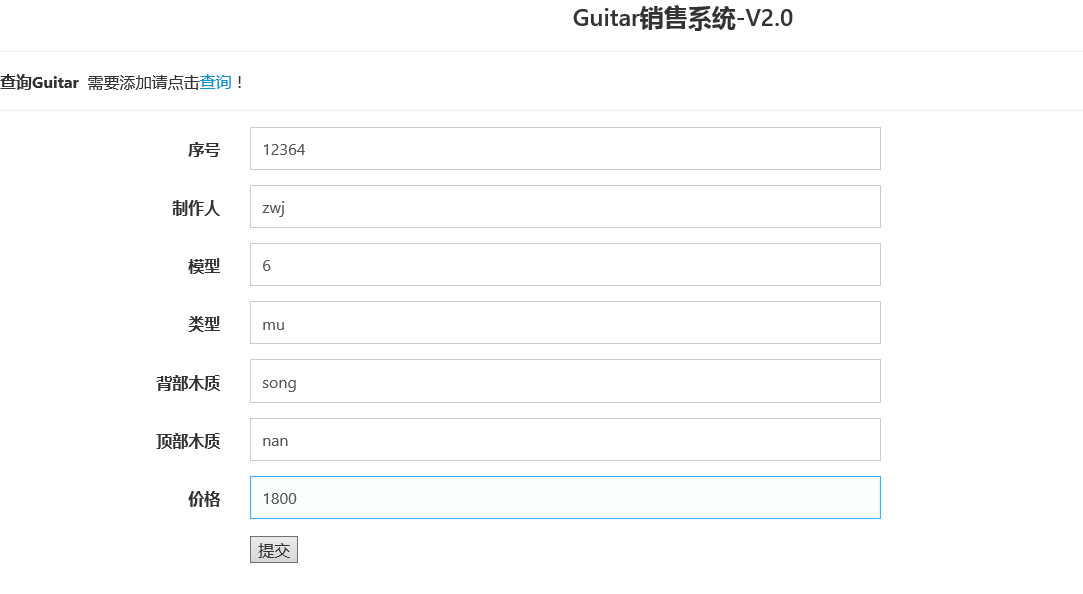 Guitar销售系统-V2.0
查询Guitar 需要添加请点击查询！
序号 12364
制作人 zwj
模型 6
类型 mu
背部木质 song
顶部木质 nan
价格 1800
提交